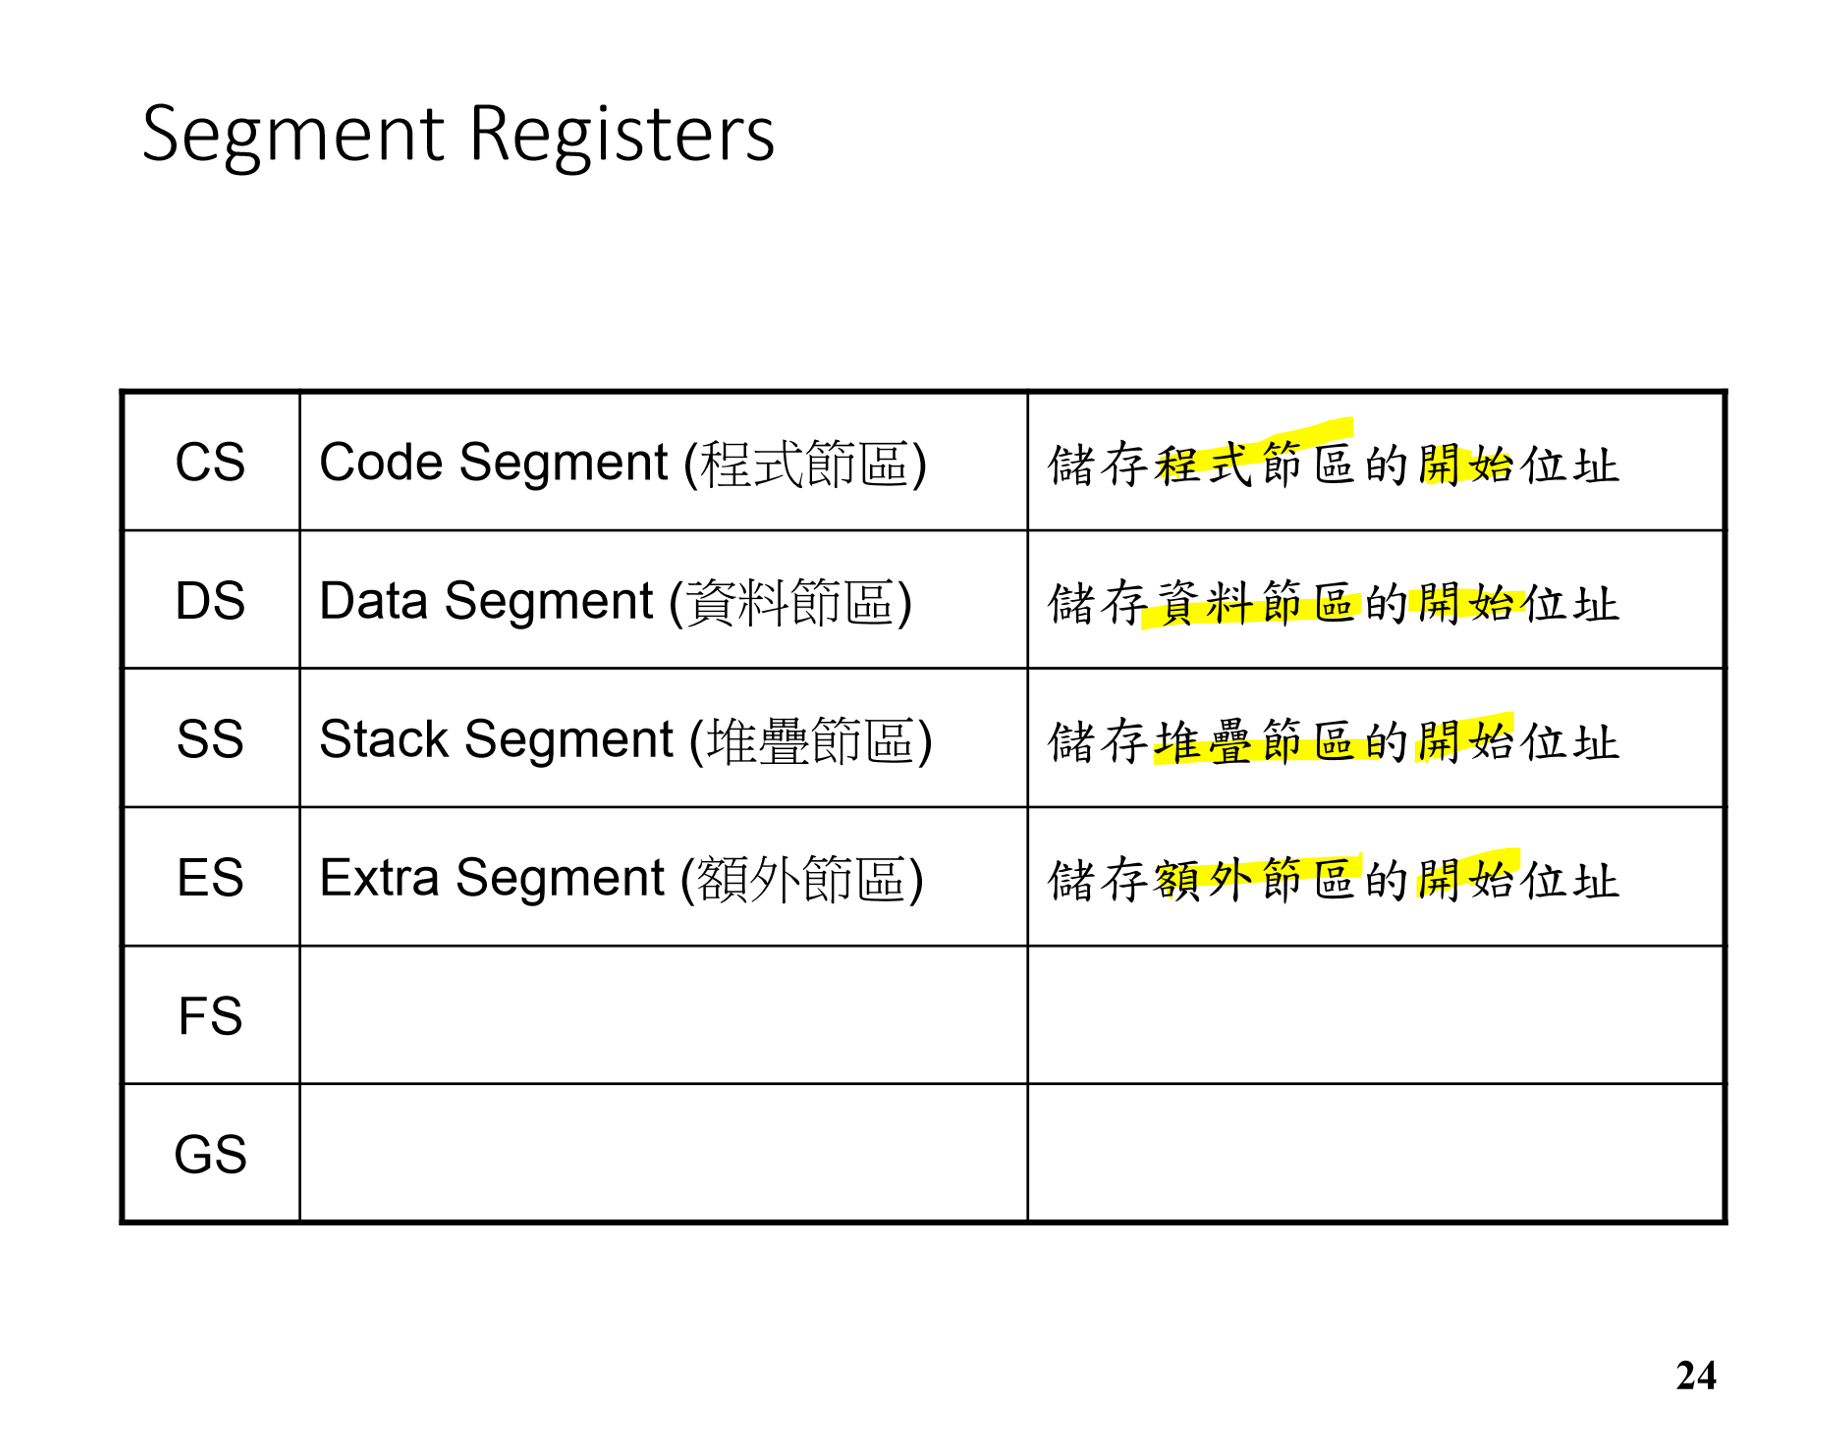 Segment Registers
CS Code Segment (程式節區) 儲存程式節區的開始位址
DS Data Segment (資料節區) 儲存資料節區的開始位址
SS Stack Segment (堆疊節區) 儲存堆疊節區的開始位址
ES Extra Segment (額外節區) 儲存額外節區的開始位址
FS
GS
24